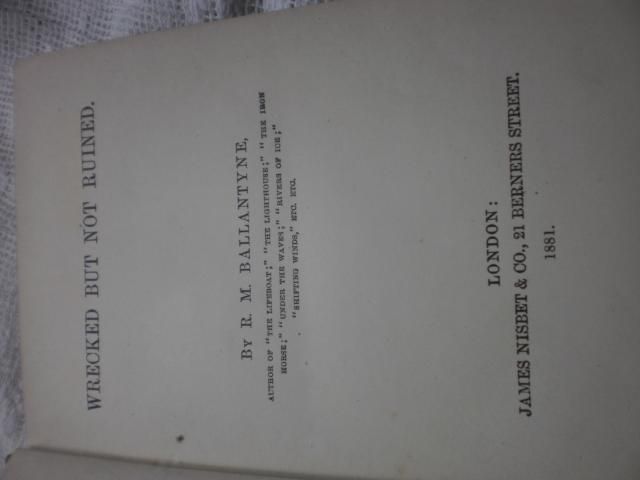 WRECKED BUT NOT RUINED.
BY R. M. BALLANTYNE,
AUTHOR OF "THE LIFEBOAT;" "THE LIGHTHOUSE;" "THE IRON
HORSE;" "UNDER THE WAVES;" "RIVERS OF ICE;"
"SHIFTING WINDS," ETC. ETC.
LONDON:
JAMES NISBET & CO., 21 BERNERS STREET.
1881.